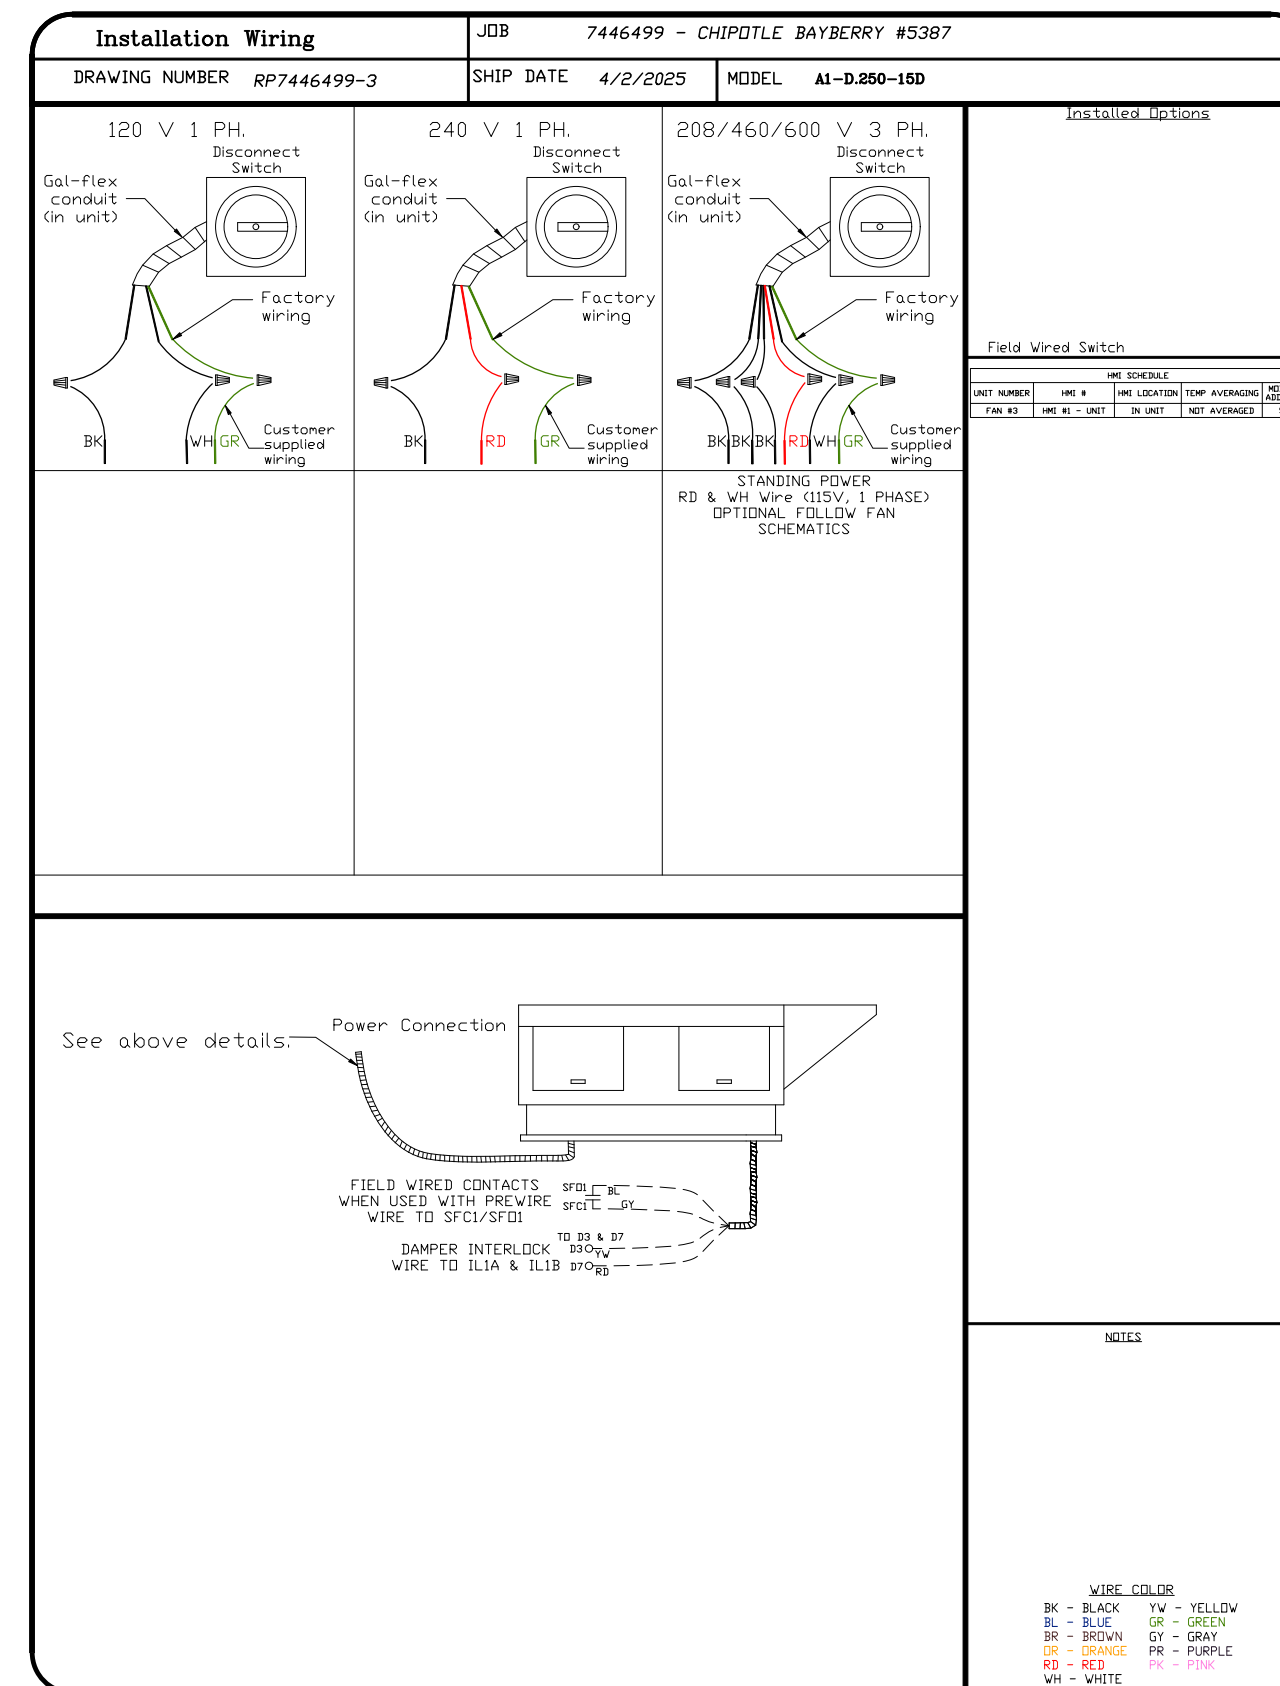 Installation Wiring
JOB 7446499 - CHIPOTLE BAYBERRY #5387
DRAWING NUMBER RP7446499-3
SHIP DATE 4/2/2025
MODEL A1-D.250-15D
120 V 1 PH.
Disconnect
Switch
Gal-flex
conduit
(in unit)
Factory
wiring
BK
WH
GR
Customer
supplied
wiring
240 V 1 PH.
Disconnect
Switch
Gal-flex
conduit
(in unit)
Factory
wiring
BK
RD
GR
Customer
supplied
wiring
208/460/600 V 3 PH.
Disconnect
Switch
Gal-flex
conduit
(in unit)
Factory
wiring
BK
BK
BK
RD
WH
GR
Customer
supplied
wiring
STANDING POWER
RD & WH Wire (115V, 1 PHASE)
OPTIONAL FOLLOW FAN
SCHEMATICS
Installed Options
Field Wired Switch
HMI SCHEDULE
UNIT NUMBER HMI # HMI LOCATION TEMP AVERAGING
FAN #3 HMI #1 - UNIT IN UNIT NOT AVERAGED
See above details.
Power Connection
FIELD WIRED CONTACTS
WHEN USED WITH PREWIRE
WIRE TO SFC1/SFO1
SFO1 BL
SFC1 GY
TO D3 & D7
DAMPER INTERLOCK
WIRE TO IL1A & IL1B
D3 YW
D7 RD
NOTES
WIRE COLOR
BK - BLACK YW - YELLOW
BL - BLUE GR - GREEN
BR - BROWN GY - GRAY
OR - ORANGE PR - PURPLE
RD - RED PK - PINK
WH - WHITE